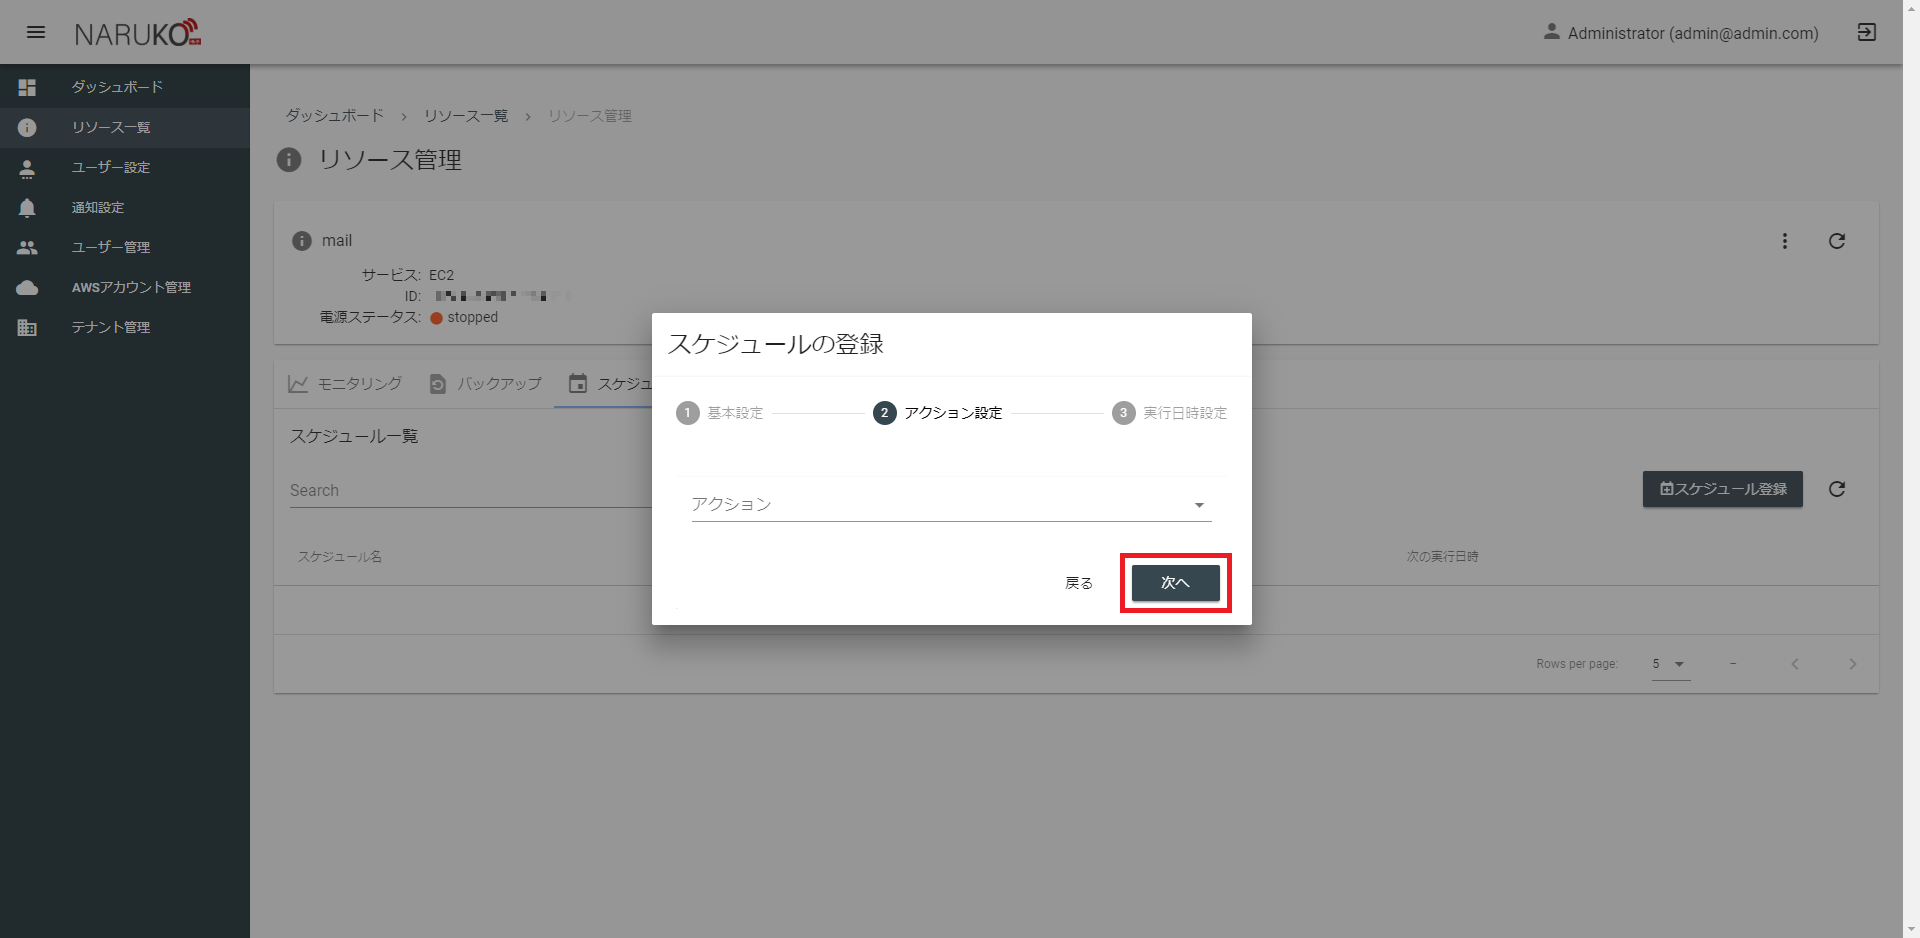 NARUKO
Administrator (admin@admin.com)
ダッシュボード
リソース一覧
ユーザー設定
通知設定
ユーザー管理
AWSアカウント管理
テナント管理
ダッシュボード › リソース一覧 › リソース管理
リソース管理
mail
サービス: EC2
ID:
電源ステータス: stopped
モニタリング バックアップ スケジュ
スケジュール一覧
Search
スケジュール登録
スケジュール名 次の実行日時
Rows per page: 5 –
スケジュールの登録
1 基本設定 2 アクション設定 3 実行日時設定
アクション
戻る 次へ